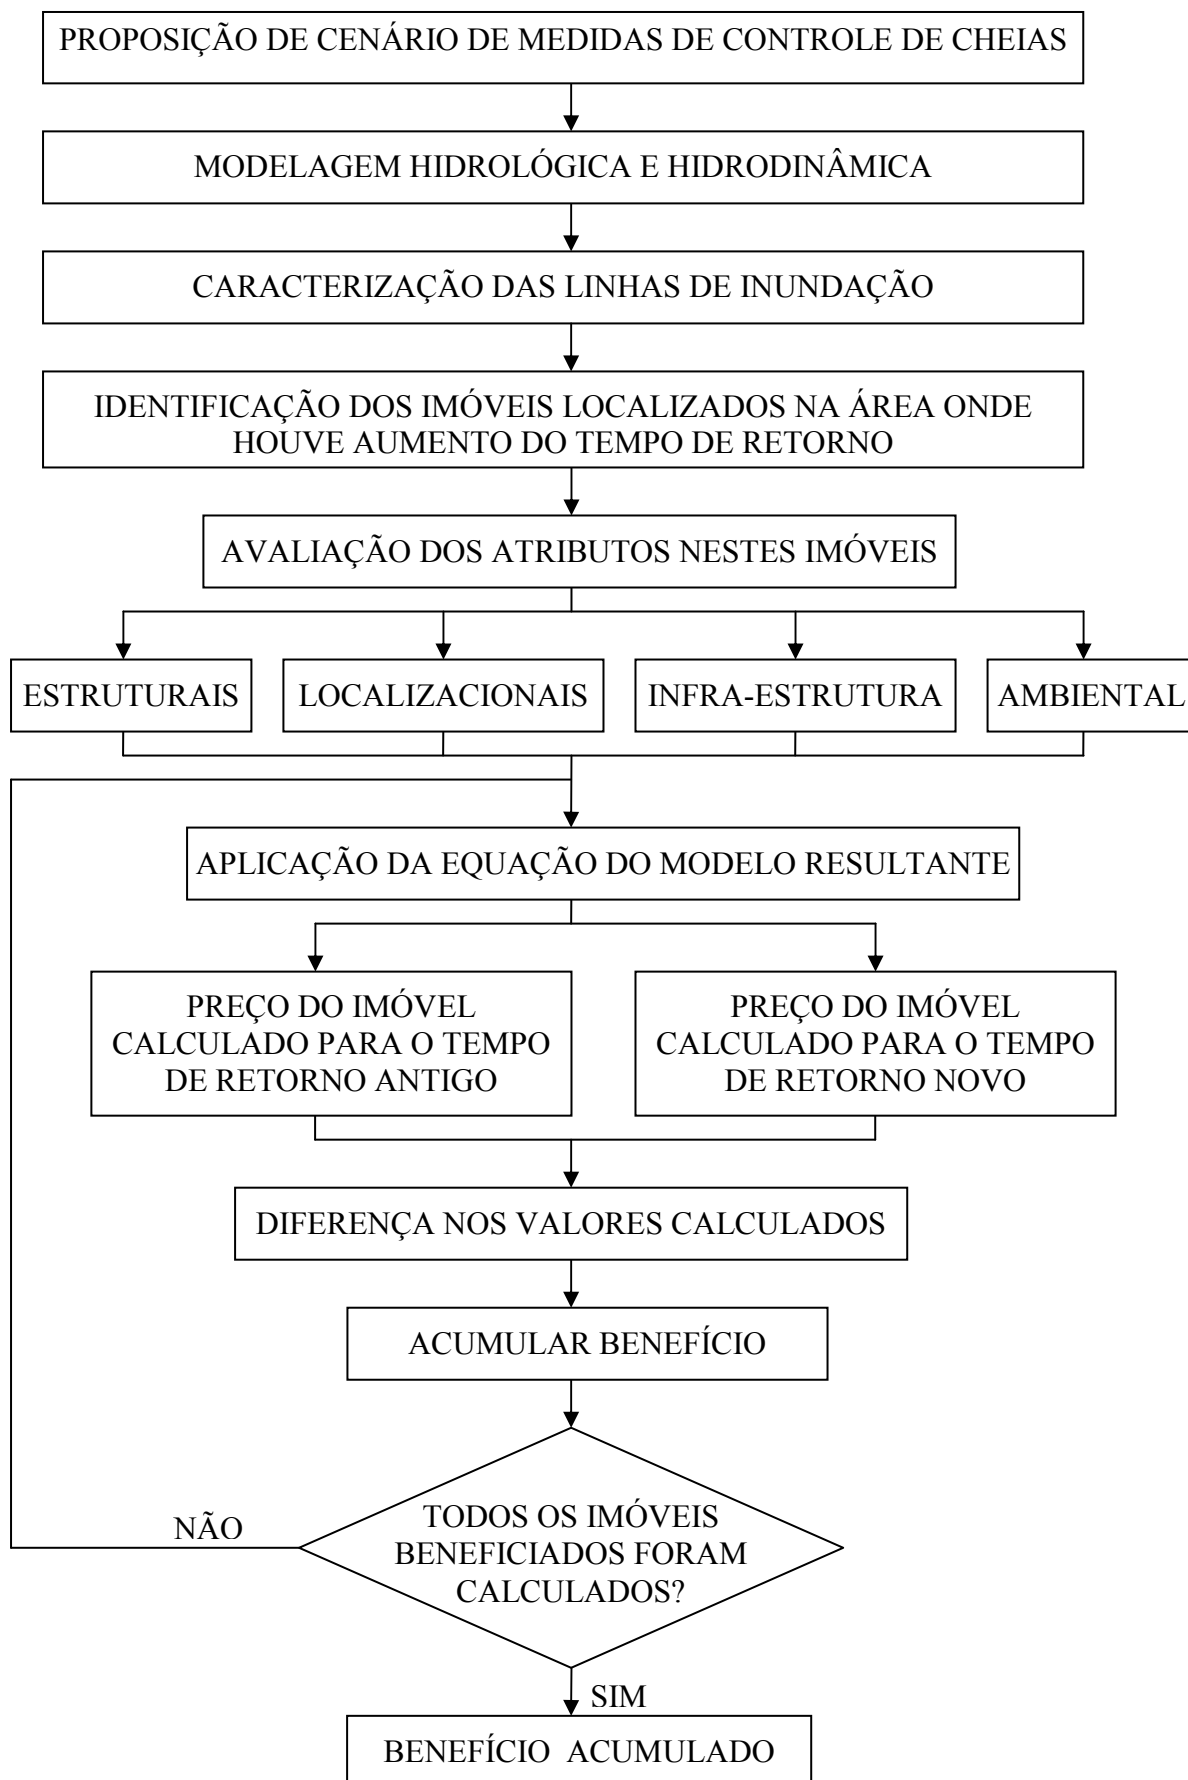 PROPOSIÇÃO DE CENÁRIO DE MEDIDAS DE CONTROLE DE CHEIAS
MODELAGEM HIDROLÓGICA E HIDRODINÂMICA
CARACTERIZAÇÃO DAS LINHAS DE INUNDAÇÃO
IDENTIFICAÇÃO DOS IMÓVEIS LOCALIZADOS NA ÁREA ONDE
HOUVE AUMENTO DO TEMPO DE RETORNO
AVALIAÇÃO DOS ATRIBUTOS NESTES IMÓVEIS
ESTRUTURAIS
LOCALIZACIONAIS
INFRA-ESTRUTURA
AMBIENTAL
APLICAÇÃO DA EQUAÇÃO DO MODELO RESULTANTE
PREÇO DO IMÓVEL
CALCULADO PARA O TEMPO
DE RETORNO ANTIGO
PREÇO DO IMÓVEL
CALCULADO PARA O TEMPO
DE RETORNO NOVO
DIFERENÇA NOS VALORES CALCULADOS
ACUMULAR BENEFÍCIO
NÃO
TODOS OS IMÓVEIS
BENEFICIADOS FORAM
CALCULADOS?
SIM
BENEFÍCIO ACUMULADO